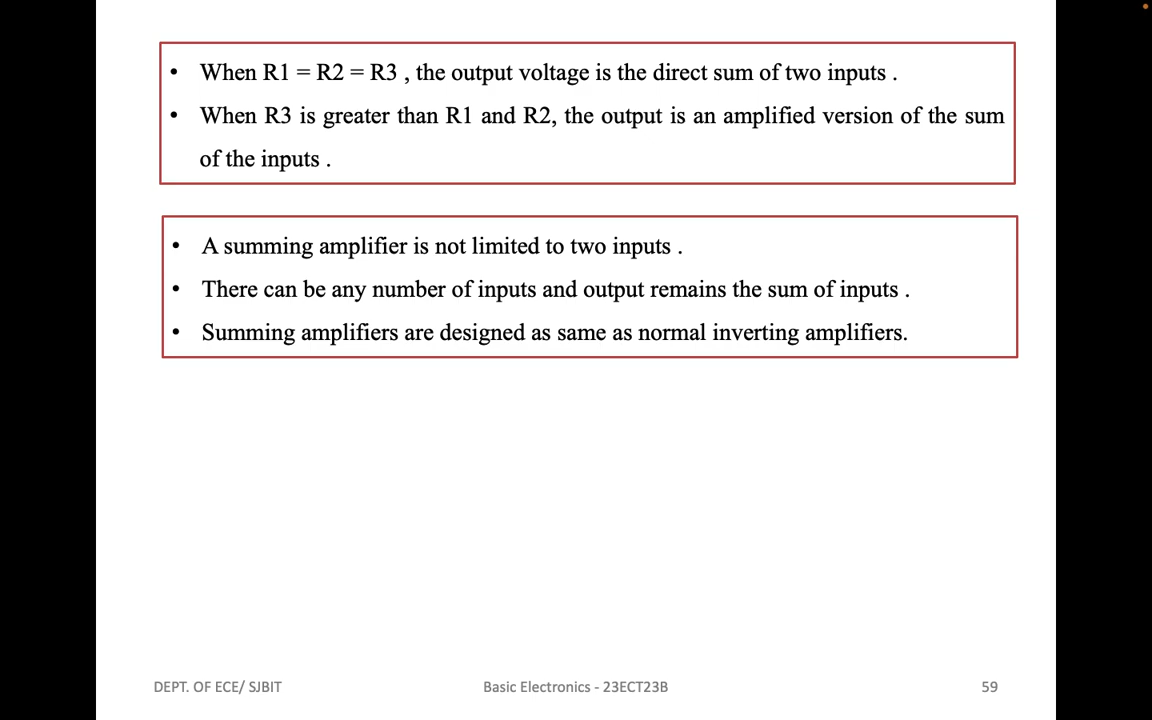 • When R1 = R2 = R3 , the output voltage is the direct sum of two inputs .
• When R3 is greater than R1 and R2, the output is an amplified version of the sum
of the inputs .
• A summing amplifier is not limited to two inputs .
• There can be any number of inputs and output remains the sum of inputs .
• Summing amplifiers are designed as same as normal inverting amplifiers.
DEPT. OF ECE/ SJBIT
Basic Electronics - 23ECT23B
59